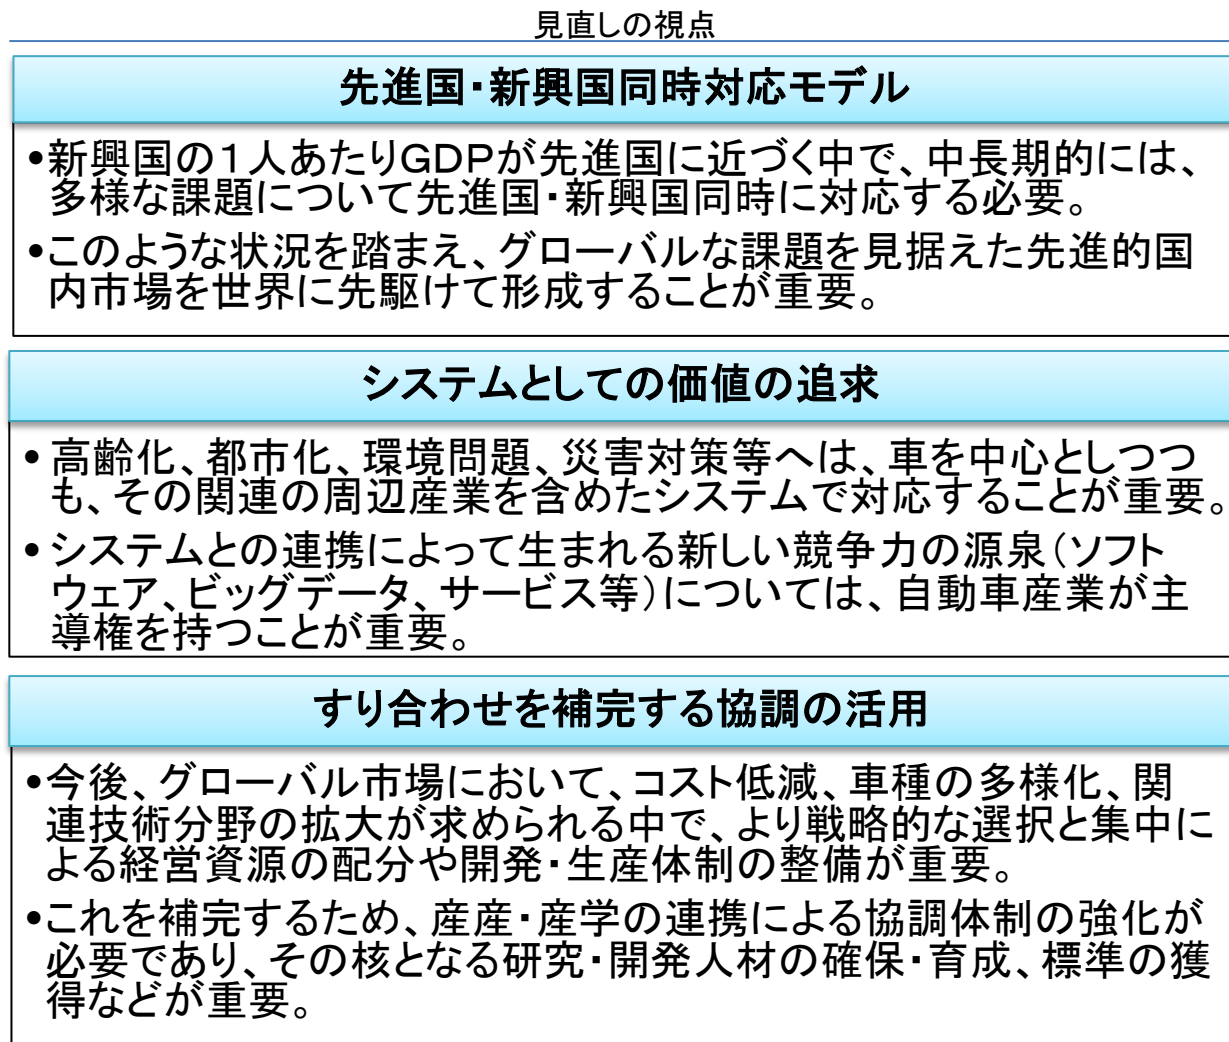 見直しの視点
先進国・新興国同時対応モデル
•新興国の１人あたりGDPが先進国に近づく中で、中長期的には、
多様な課題について先進国・新興国同時に対応する必要。
•このような状況を踏まえ、グローバルな課題を見据えた先進的国
内市場を世界に先駆けて形成することが重要。
システムとしての価値の追求
• 高齢化、都市化、環境問題、災害対策等へは、車を中心としつつ
も、その関連の周辺産業を含めたシステムで対応することが重要。
• システムとの連携によって生まれる新しい競争力の源泉（ソフト
ウェア、ビッグデータ、サービス等）については、自動車産業が主
導権を持つことが重要。
すり合わせを補完する協調の活用
•今後、グローバル市場において、コスト低減、車種の多様化、関
連技術分野の拡大が求められる中で、より戦略的な選択と集中に
よる経営資源の配分や開発・生産体制の整備が重要。
•これを補完するため、産産・産学の連携による協調体制の強化が
必要であり、その核となる研究・開発人材の確保・育成、標準の獲
得などが重要。